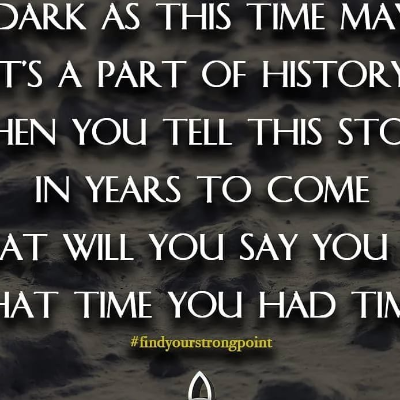 DARK AS THIS TIME MAY
T'S A PART OF HISTORY
HEN YOU TELL THIS STO
IN YEARS TO COME
AT WILL YOU SAY YOU
HAT TIME YOU HAD TIM
#findyourstrongpoint